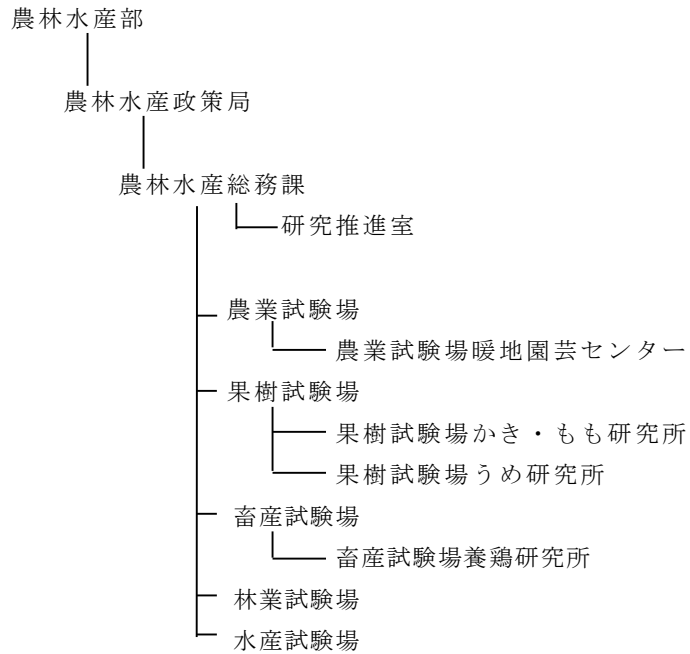 農林水産部
農林水産政策局
農林水産総務課
研究推進室
農業試験場
農業試験場暖地園芸センター
果樹試験場
果樹試験場かき・もも研究所
果樹試験場うめ研究所
畜産試験場
畜産試験場養鶏研究所
林業試験場
水産試験場